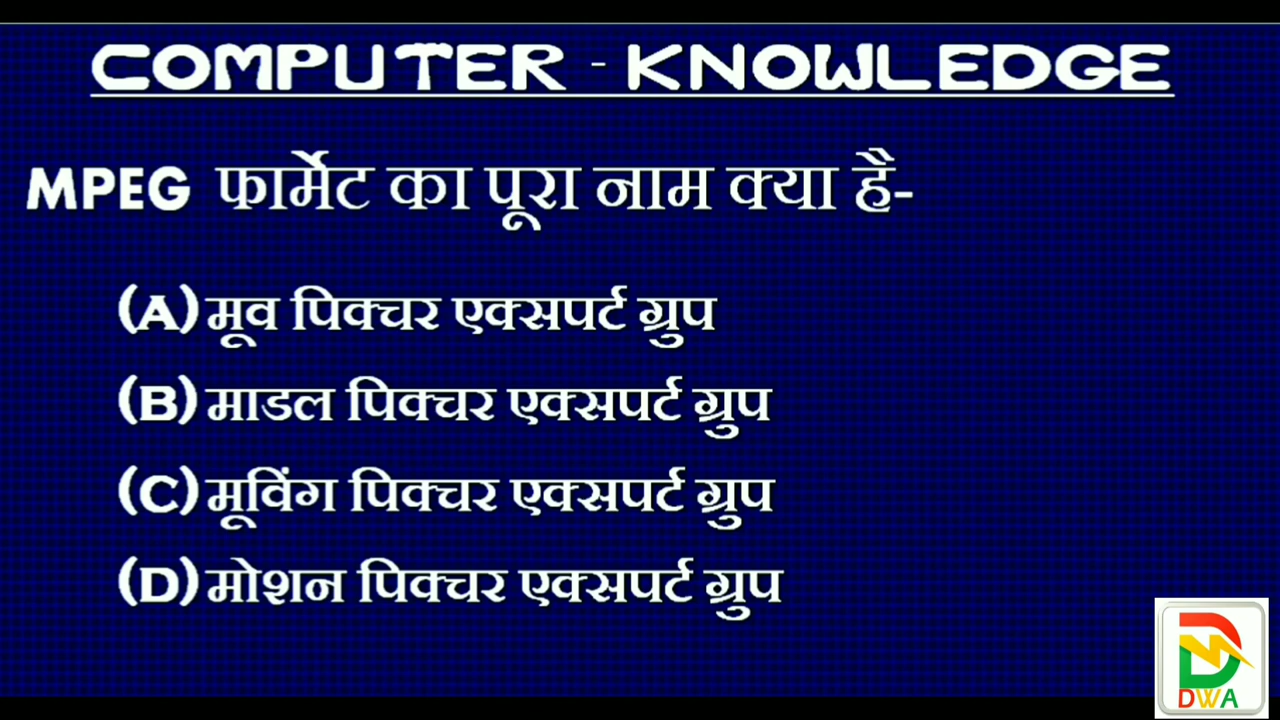 COMPUTER - KNOWLEDGE
MPEG फार्मेट का पूरा नाम क्या है-
(A) मूव पिक्चर एक्सपर्ट ग्रुप
(B) माडल पिक्चर एक्सपर्ट ग्रुप
(C) मूविंग पिक्चर एक्सपर्ट ग्रुप
(D) मोशन पिक्चर एक्सपर्ट ग्रुप
DWA